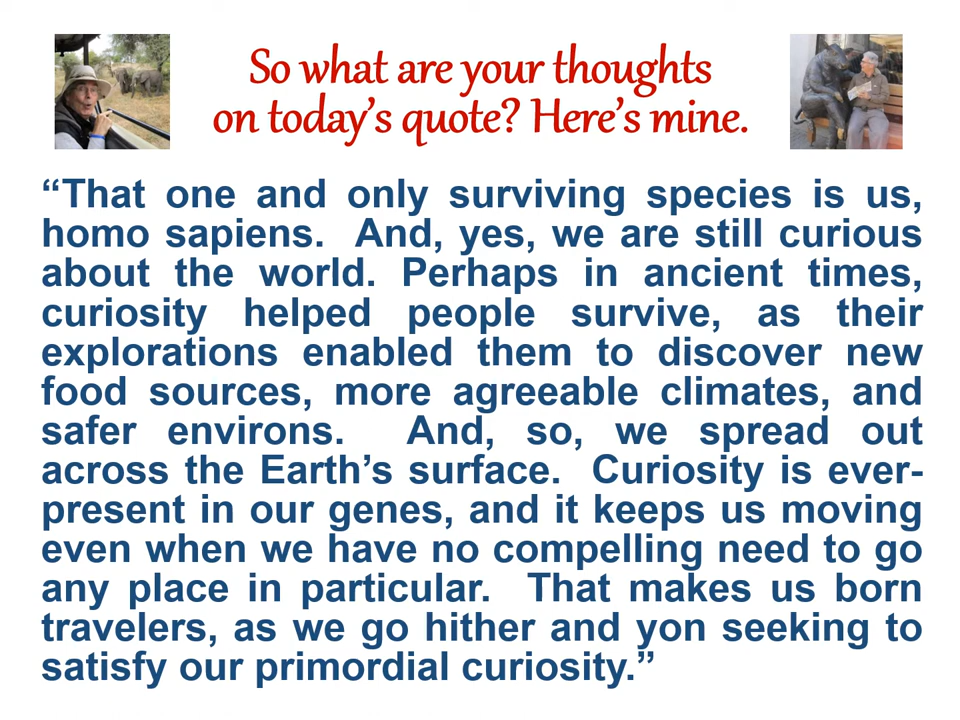 So what are your thoughts
on today’s quote? Here’s mine.
“That one and only surviving species is us,
homo sapiens.  And, yes, we are still curious
about the world. Perhaps in ancient times,
curiosity helped people survive, as their
explorations enabled them to discover new
food sources, more agreeable climates, and
safer environs.  And, so, we spread out
across the Earth’s surface.  Curiosity is ever-
present in our genes, and it keeps us moving
even when we have no compelling need to go
any place in particular.  That makes us born
travelers, as we go hither and yon seeking to
satisfy our primordial curiosity.”